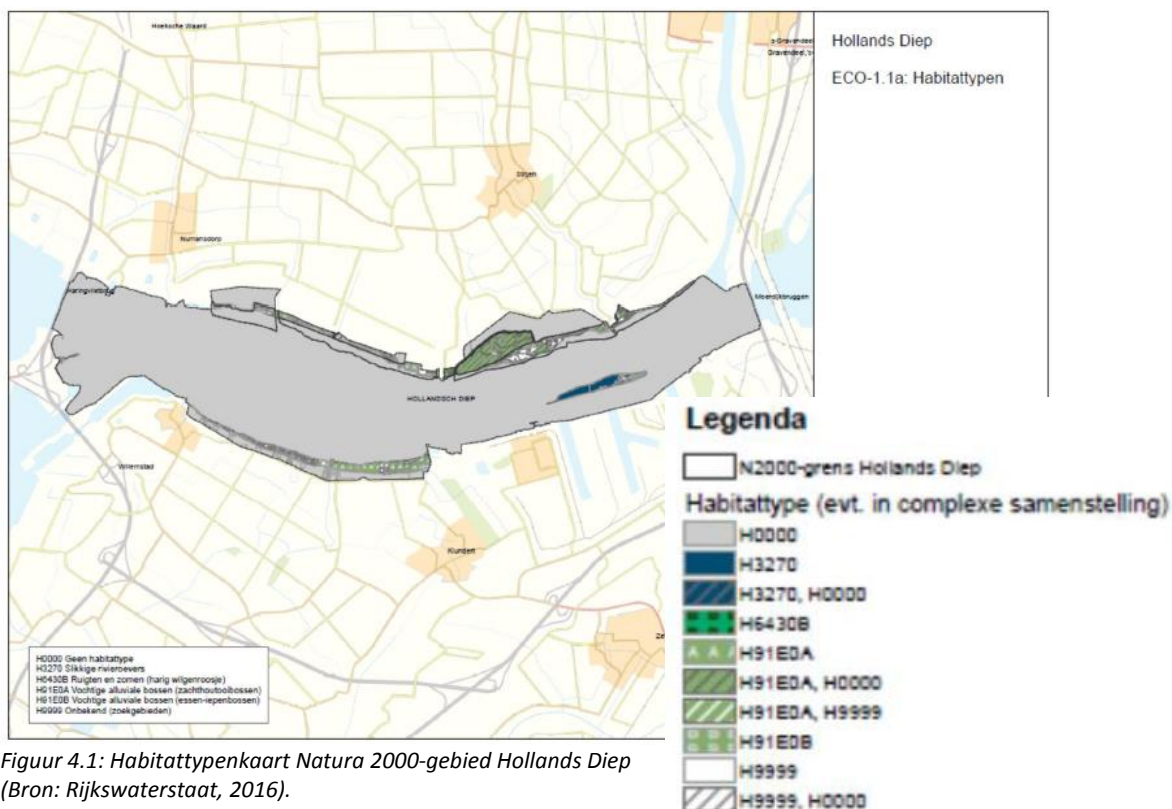 Hoeksche Waard
's Gravendeel
Hollands Diep
ECO-1.1a: Habitattypen
Strijen
Numansdorp
Haringvlietbrug
Moerdijkbruggen
HOLLANDSCH DIEP
Willemstad
Klundert
H0000 Geen habitattype
H3270 Slikkige rivieroevers
H6430B Ruigten en zomen (harig wilgenroosje)
H91E0A Vochtige alluviale bossen (zachthoutooibossen)
H91E0B Vochtige alluviale bossen (essen-iepenbossen)
H9999 Onbekend (zoekgebieden)
Legenda
N2000-grens Hollands Diep
Habitattype (evt. in complexe samenstelling)
H0000
H3270
H3270, H0000
H6430B
H91E0A
H91E0A, H0000
H91E0A, H9999
H91E0B
H9999
H9999, H0000
Figuur 4.1: Habitattypenkaart Natura 2000-gebied Hollands Diep
(Bron: Rijkswaterstaat, 2016).